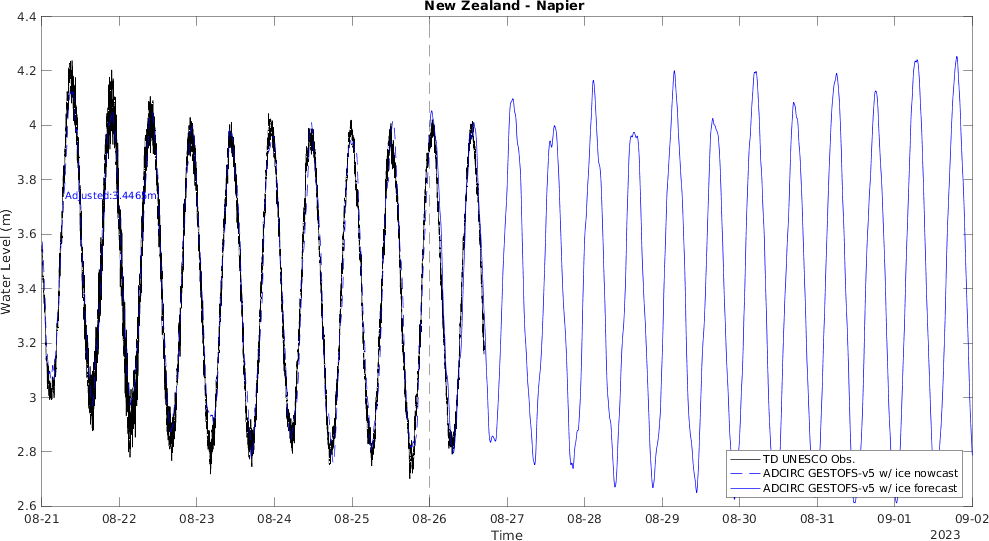 New Zealand - Napier
4.4
4.2
4
3.8
3.6
3.4
3.2
3
2.8
2.6
Water Level (m)
Adjusted:3.4465m
TD UNESCO Obs.
ADCIRC GESTOFS-v5 w/ ice nowcast
ADCIRC GESTOFS-v5 w/ ice forecast
08-21 08-22 08-23 08-24 08-25 08-26 08-27 08-28 08-29 08-30 08-31 09-01 09-02
Time
2023